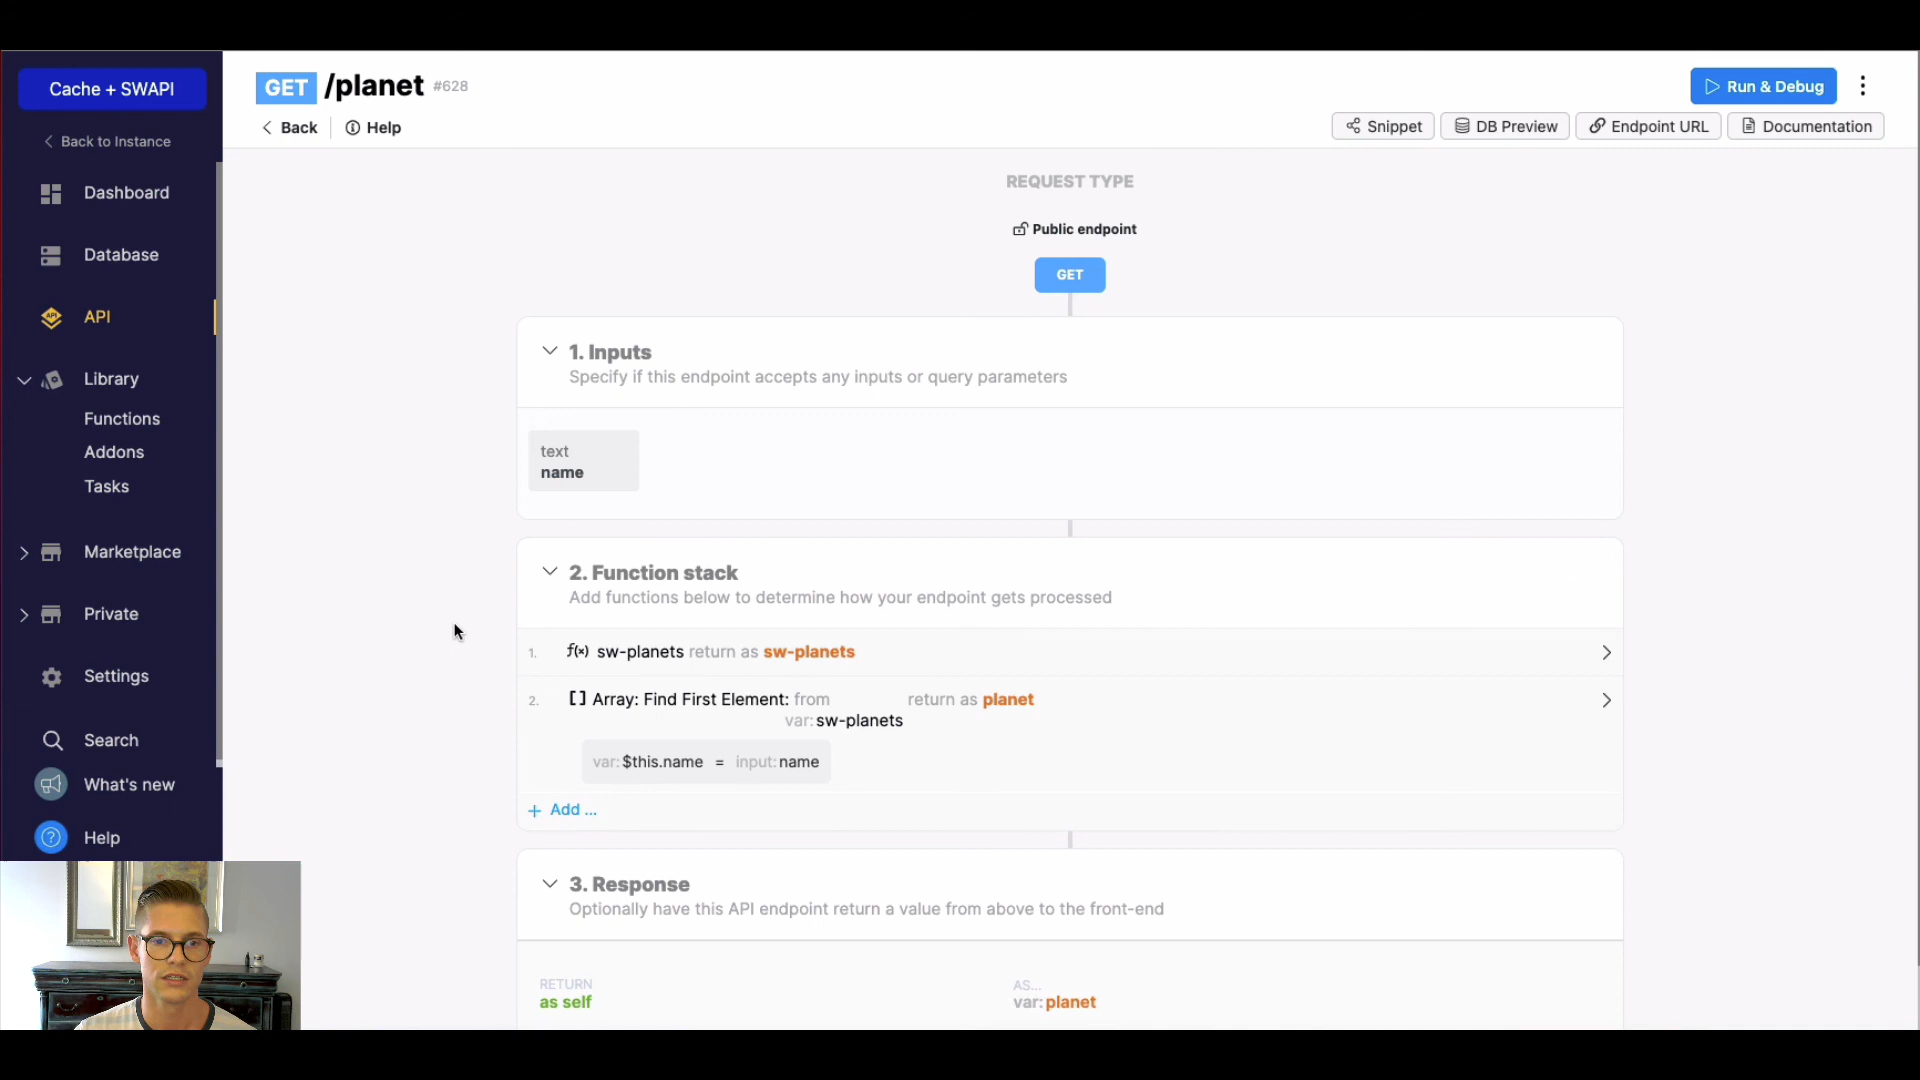 Cache + SWAPI
Back to Instance
Dashboard
Database
API
Library
Functions
Addons
Tasks
Marketplace
Private
Settings
Search
What's new
Help
GET /planet #628
Back
Help
Run & Debug
Snippet
DB Preview
Endpoint URL
Documentation
REQUEST TYPE
Public endpoint
GET
1. Inputs
Specify if this endpoint accepts any inputs or query parameters
text
name
2. Function stack
Add functions below to determine how your endpoint gets processed
1. f(x) sw-planets return as sw-planets
2. [] Array: Find First Element: from return as planet
var: sw-planets
var: $this.name = input: name
+ Add ...
3. Response
Optionally have this API endpoint return a value from above to the front-end
RETURN
as self
AS...
var: planet